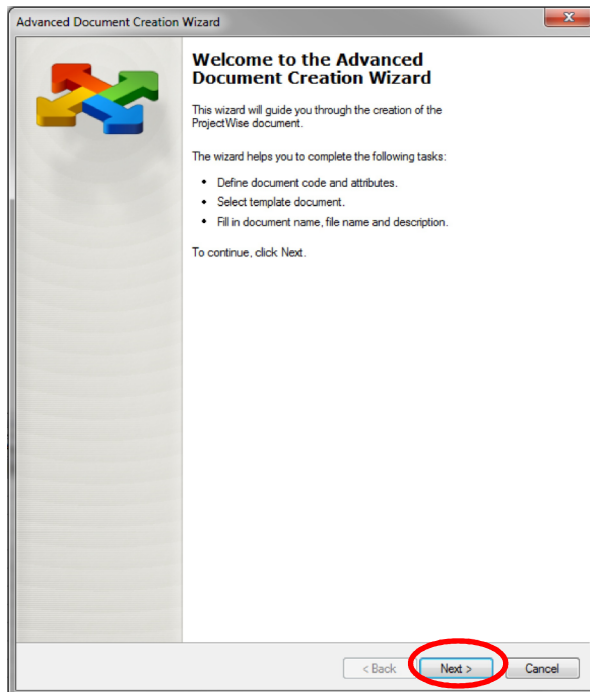 Advanced Document Creation Wizard
x
Welcome to the Advanced
Document Creation Wizard
This wizard will guide you through the creation of the
ProjectWise document.
The wizard helps you to complete the following tasks:
• Define document code and attributes.
• Select template document.
• Fill in document name, file name and description.
To continue, click Next.
< Back Next > Cancel